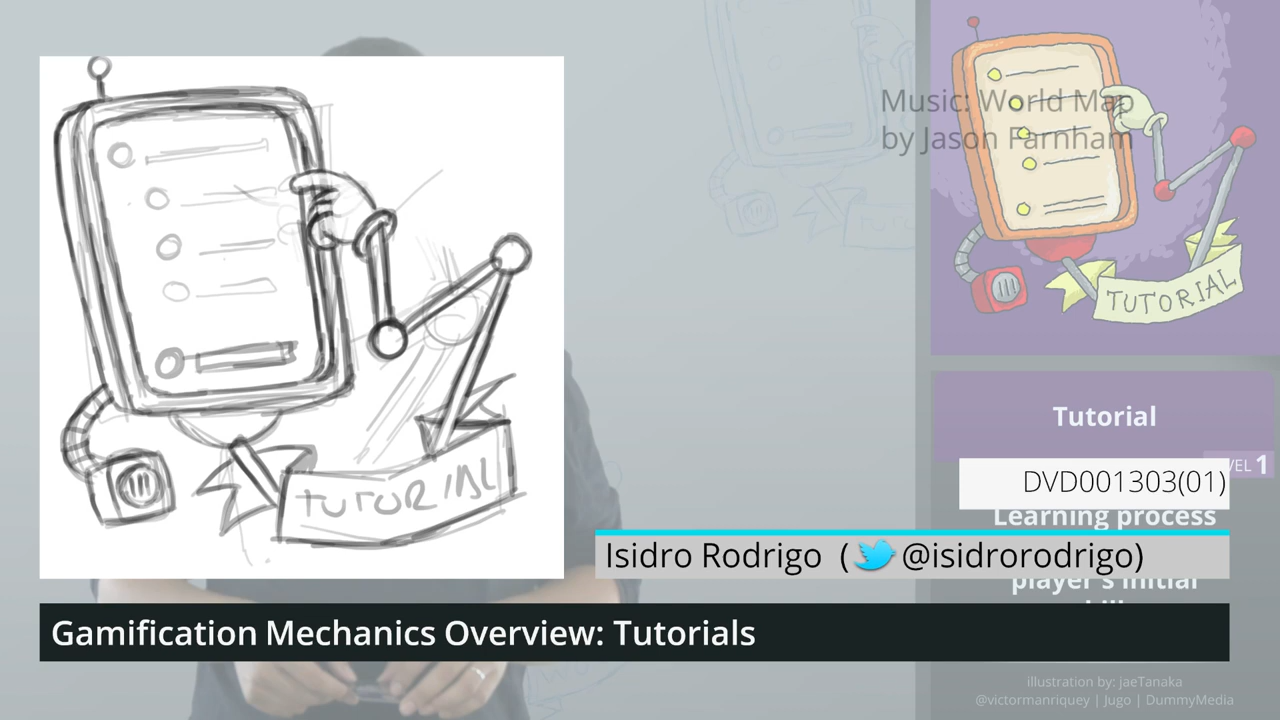 TUTORIAL
Music: World Map
by Jason Farnham
TUTORIAL
Tutorial
VEL 1
DVD001303(01)
Learning process
player's initial
Isidro Rodrigo (@isidrorodrigo)
Gamification Mechanics Overview: Tutorials
illustration by: jaeTanaka
@victormanriquey | Jugo | DummyMedia